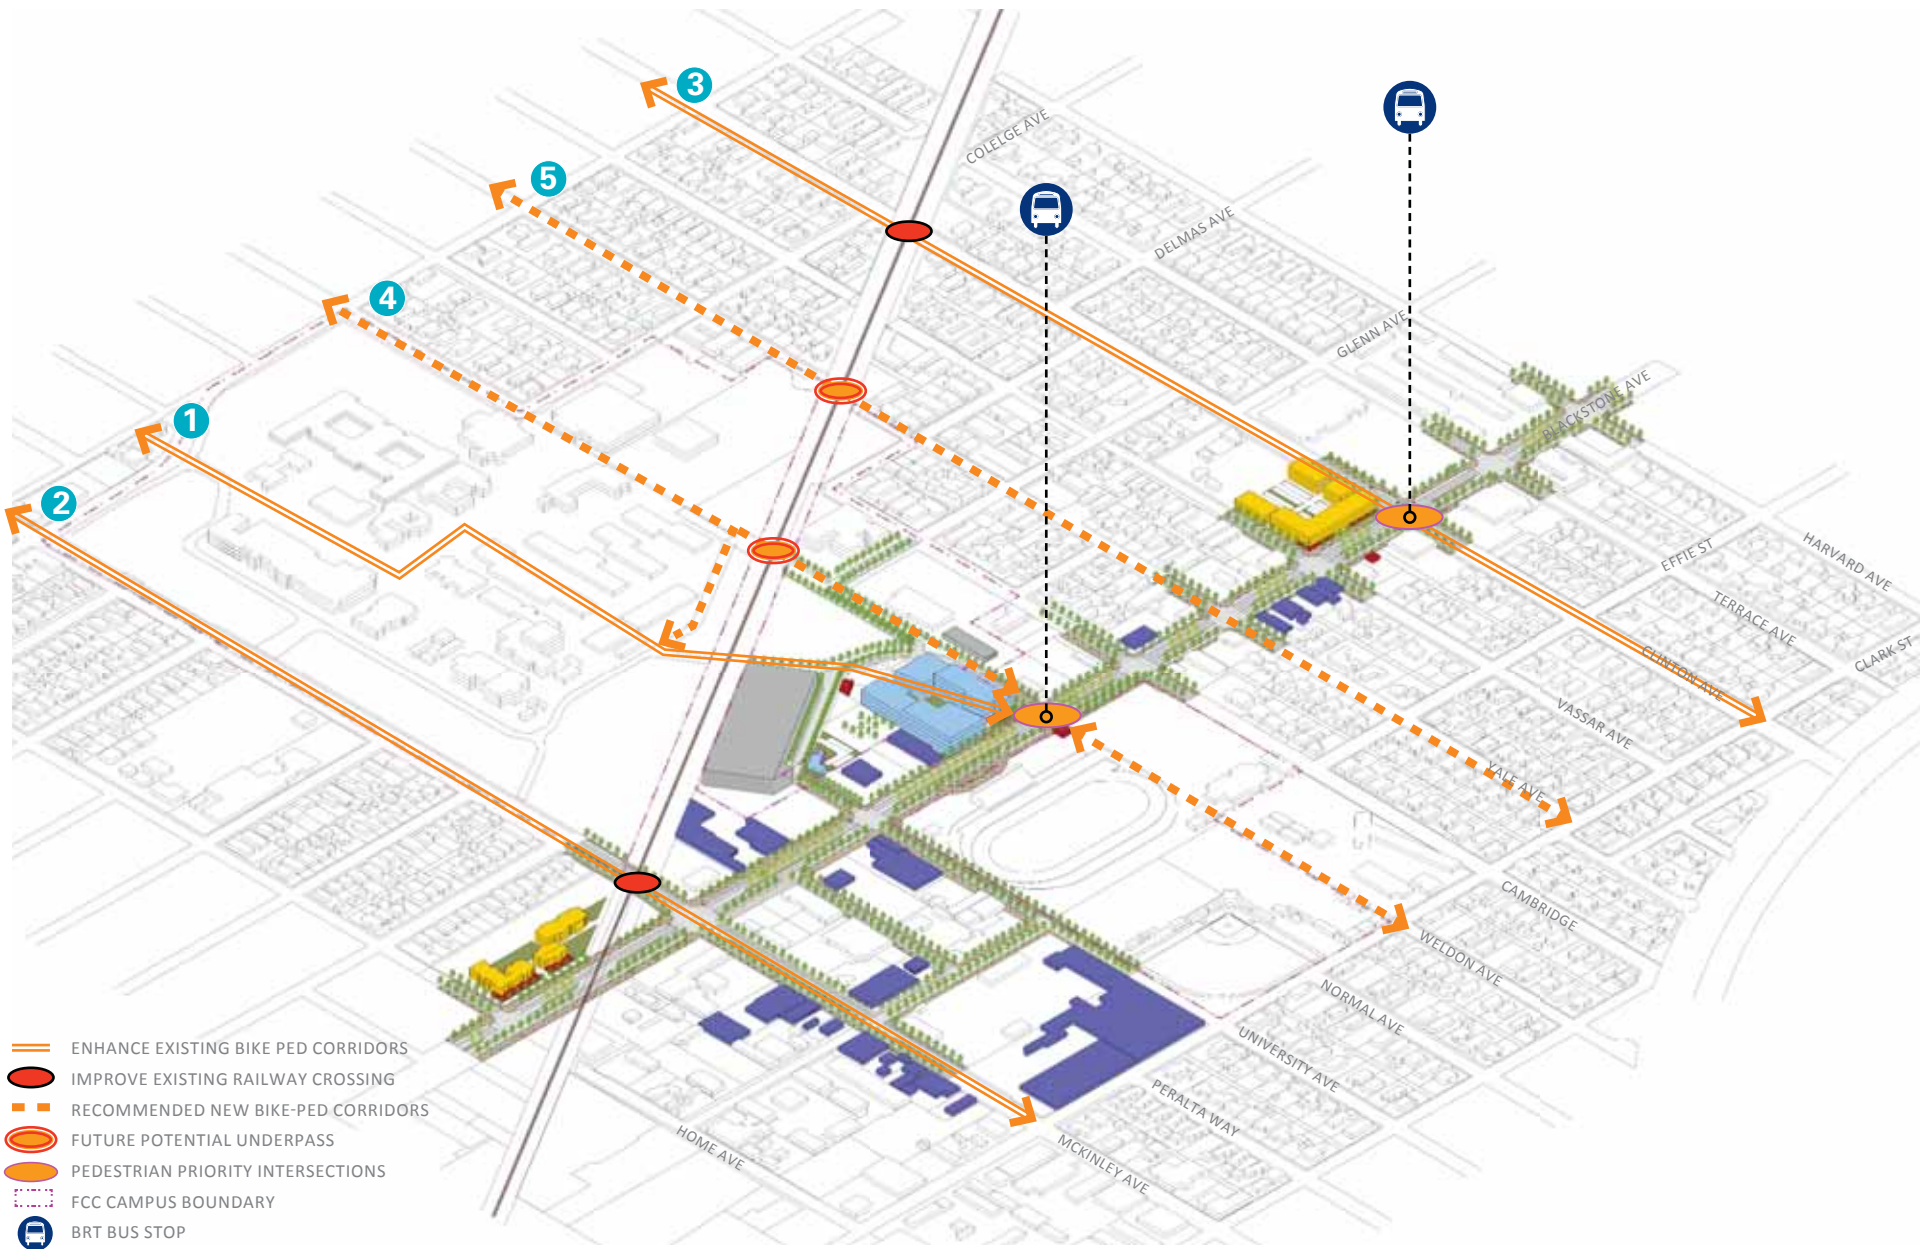 3
COLELGE AVE
5
DELMAS AVE
4
GLENN AVE
1
BLACKSTONE AVE
2
HARVARD AVE
EFFIE ST
TERRACE AVE
CLARK ST
CLINTON AVE
VASSAR AVE
YALE AVE
CAMBRIDGE
WELDON AVE
NORMAL AVE
UNIVERSITY AVE
PERALTA WAY
MCKINLEY AVE
HOME AVE
ENHANCE EXISTING BIKE PED CORRIDORS
IMPROVE EXISTING RAILWAY CROSSING
RECOMMENDED NEW BIKE-PED CORRIDORS
FUTURE POTENTIAL UNDERPASS
PEDESTRIAN PRIORITY INTERSECTIONS
FCC CAMPUS BOUNDARY
BRT BUS STOP